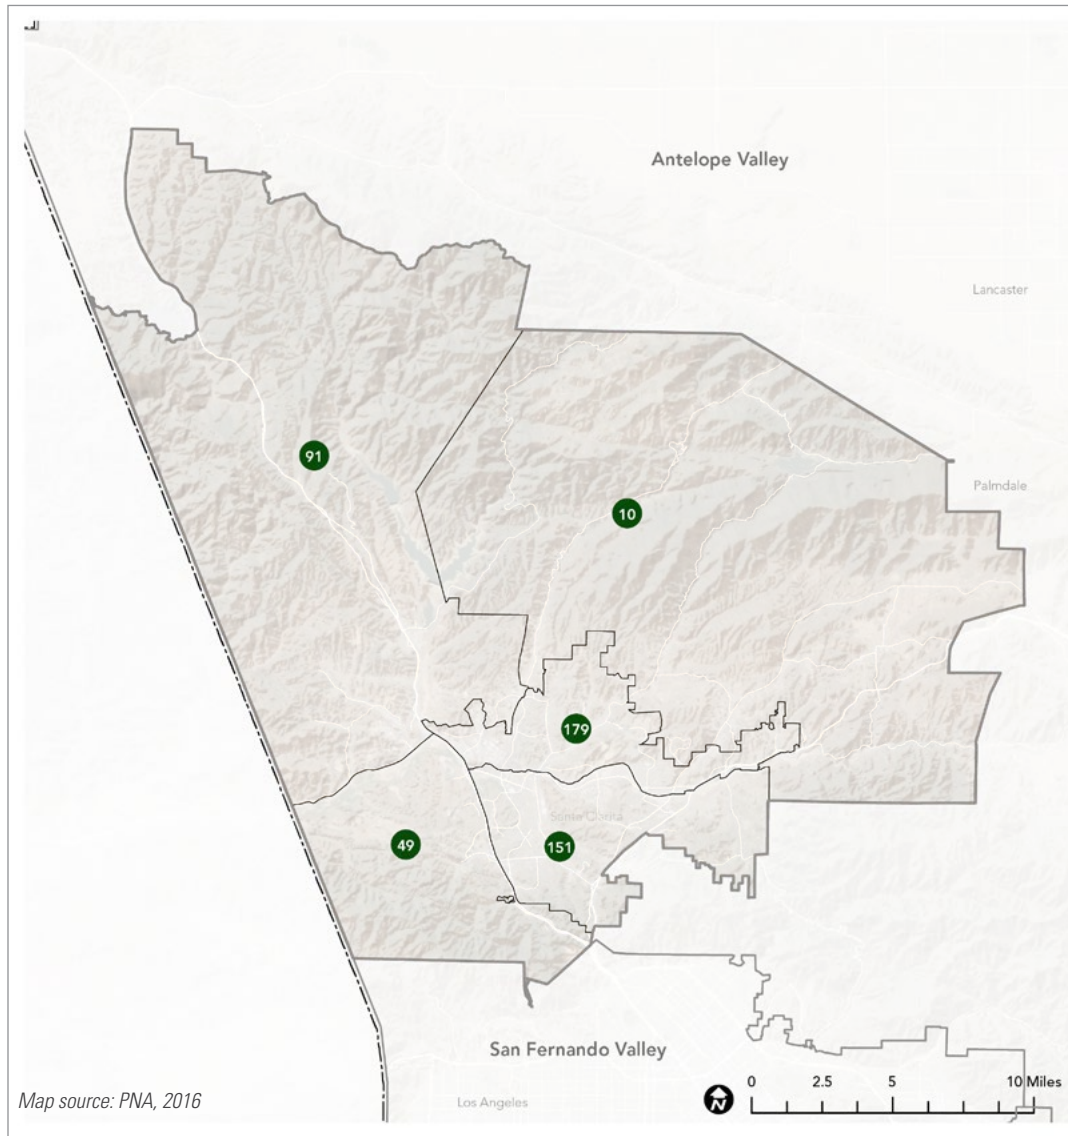 Antelope Valley
Lancaster
91
Palmdale
10
179
Santa Clarita
49
151
San Fernando Valley
Map source: PNA, 2016
Los Angeles
N
0 2.5 5 10 Miles